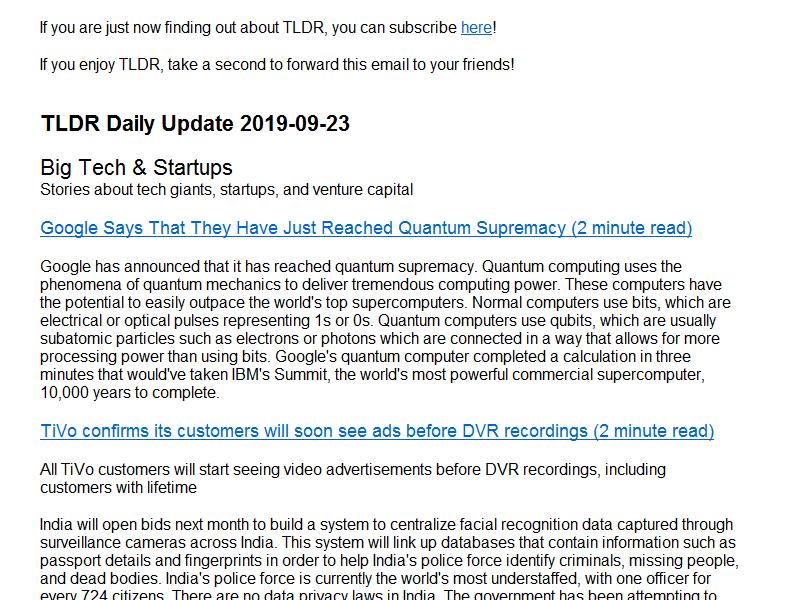 If you are just now finding out about TLDR, you can subscribe here!
If you enjoy TLDR, take a second to forward this email to your friends!
TLDR Daily Update 2019-09-23
Big Tech & Startups
Stories about tech giants, startups, and venture capital
Google Says That They Have Just Reached Quantum Supremacy (2 minute read)
Google has announced that it has reached quantum supremacy. Quantum computing uses the
phenomena of quantum mechanics to deliver tremendous computing power. These computers have
the potential to easily outpace the world's top supercomputers. Normal computers use bits, which are
electrical or optical pulses representing 1s or 0s. Quantum computers use qubits, which are usually
subatomic particles such as electrons or photons which are connected in a way that allows for more
processing power than using bits. Google's quantum computer completed a calculation in three
minutes that would've taken IBM's Summit, the world's most powerful commercial supercomputer,
10,000 years to complete.
TiVo confirms its customers will soon see ads before DVR recordings (2 minute read)
All TiVo customers will start seeing video advertisements before DVR recordings, including
customers with lifetime
India will open bids next month to build a system to centralize facial recognition data captured through
surveillance cameras across India. This system will link up databases that contain information such as
passport details and fingerprints in order to help India's police force identify criminals, missing people,
and dead bodies. India's police force is currently the world's most understaffed, with one officer for
every 724 citizens. There are no data privacy laws in India. The government has been attempting to